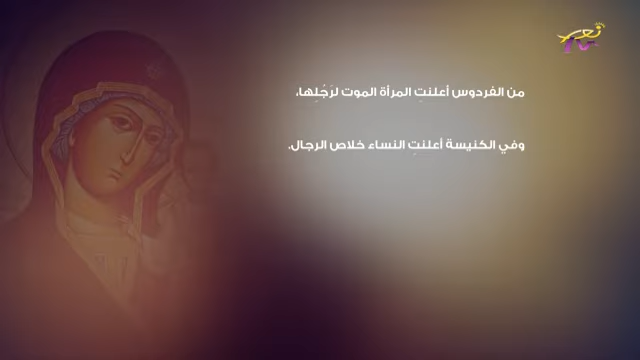 من الفردوس أعلنتِ المرأة الموت لرَجُلِها،
وفي الكنيسة أعلنتِ النساء خلاص الرجال.